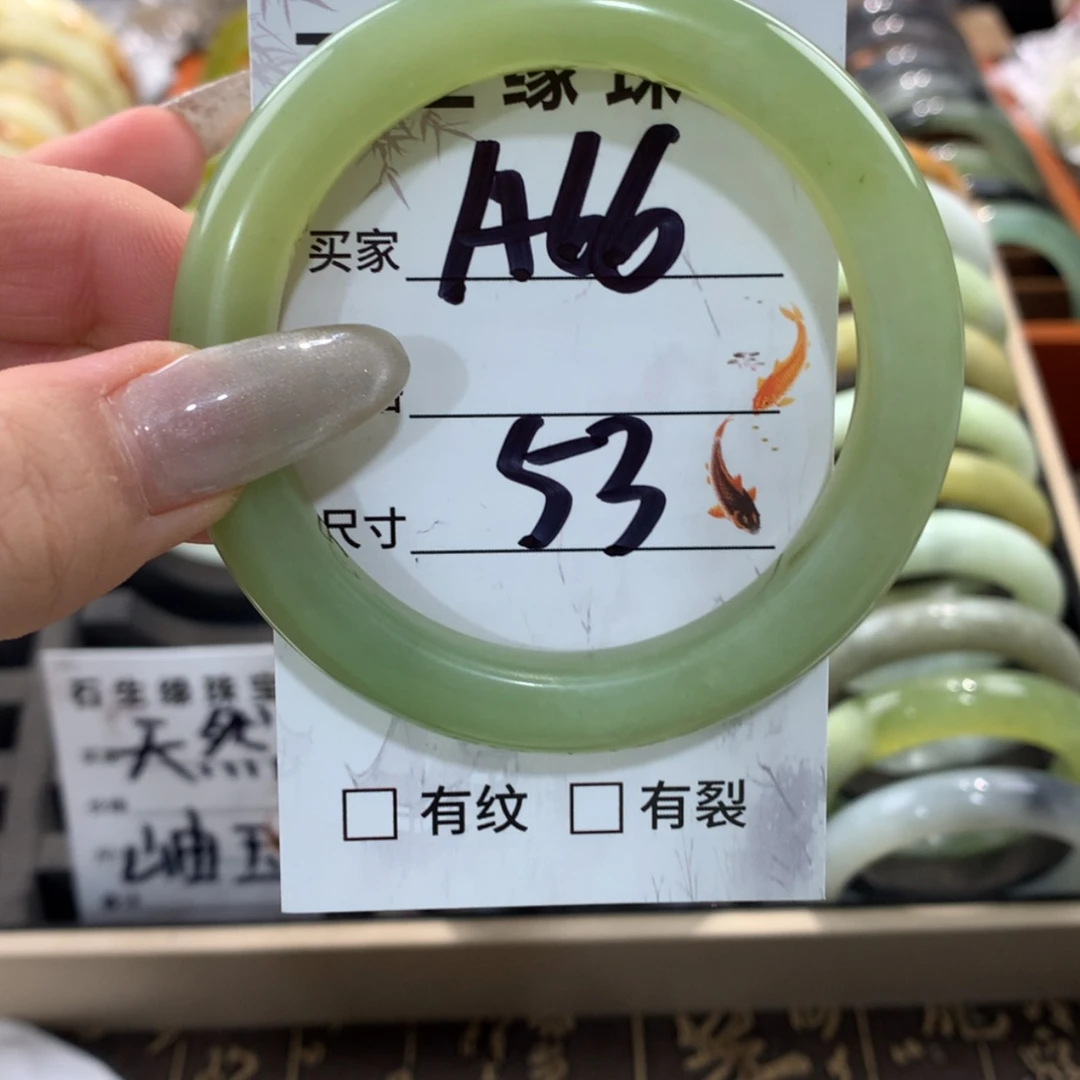 缘珠
买家 A66
尺寸 53
有纹 有裂
石生缘珠宝
天然
岫玉